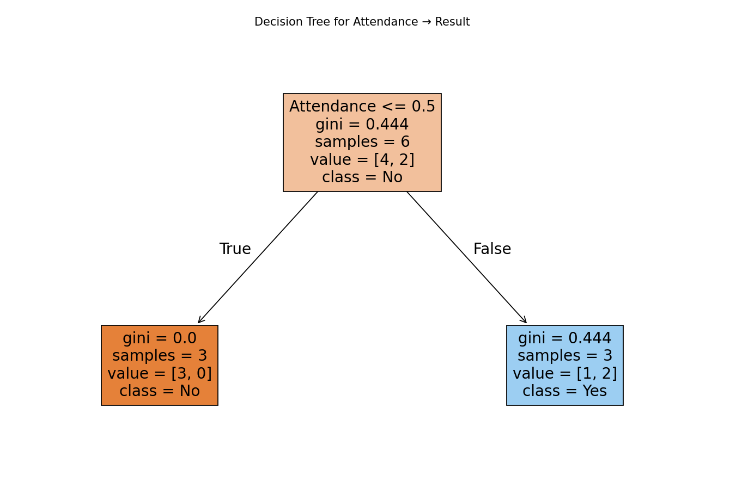 Decision Tree for Attendance → Result
Attendance <= 0.5
gini = 0.444
samples = 6
value = [4, 2]
class = No
True
False
gini = 0.0
samples = 3
value = [3, 0]
class = No
gini = 0.444
samples = 3
value = [1, 2]
class = Yes